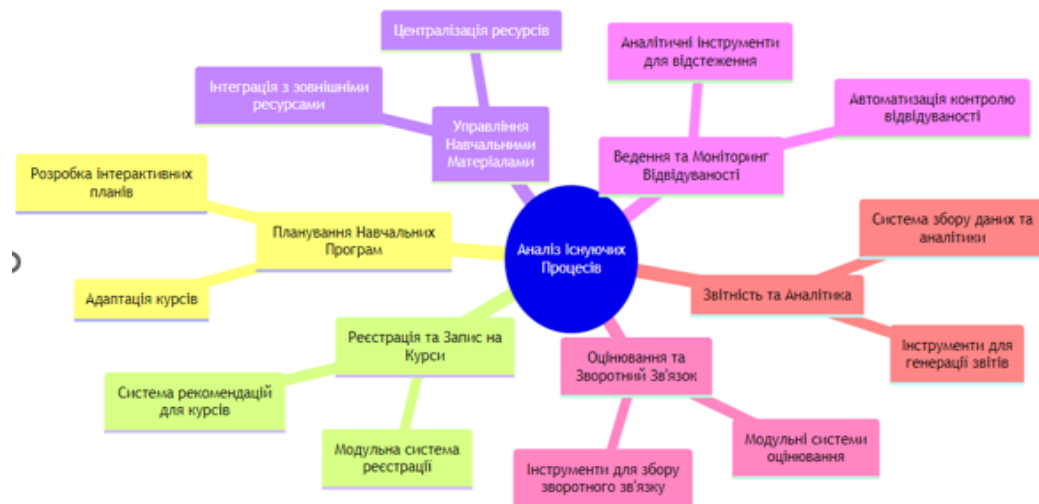 Централізація ресурсів
Інтеграція з зовнішніми
ресурсами
Управління
Навчальними
Матеріалами
Аналітичні інструменти
для відстеження
Автоматизація контролю
відвідуваності
Ведення та Моніторинг
Відвідуваності
Розробка інтерактивних
планів
Планування Навчальних
Програм
Адаптація курсів
Аналіз Існуючих
Процесів
Система збору даних та
аналітики
Звітність та Аналітика
Інструменти для
генерації звітів
Реєстрація та Запис на
Курси
Система рекомендацій
для курсів
Модульна система
реєстрації
Оцінювання та
Зворотний Зв'язок
Модульні системи
оцінювання
Інструменти для збору
зворотного зв'язку